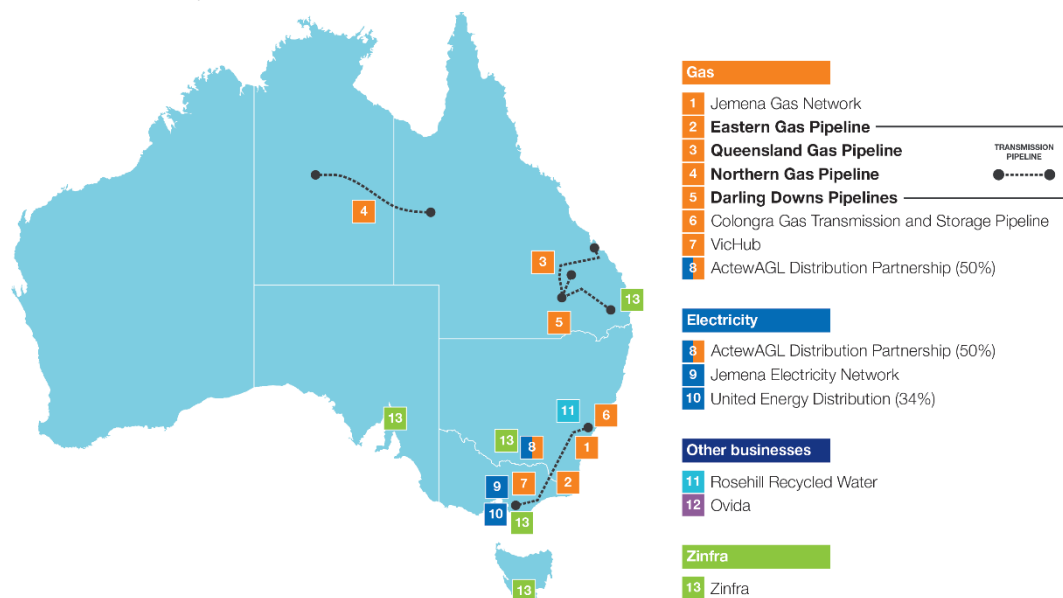 4
3
13
5
13
11
6
13
8
1
9
7
2
10
13
13
Gas
1 Jemena Gas Network
2 Eastern Gas Pipeline
3 Queensland Gas Pipeline
4 Northern Gas Pipeline
5 Darling Downs Pipelines
6 Colongra Gas Transmission and Storage Pipeline
7 VicHub
8 ActewAGL Distribution Partnership (50%)
TRANSMISSION
PIPELINE
Electricity
8 ActewAGL Distribution Partnership (50%)
9 Jemena Electricity Network
10 United Energy Distribution (34%)
Other businesses
11 Rosehill Recycled Water
12 Ovida
Zinfra
13 Zinfra